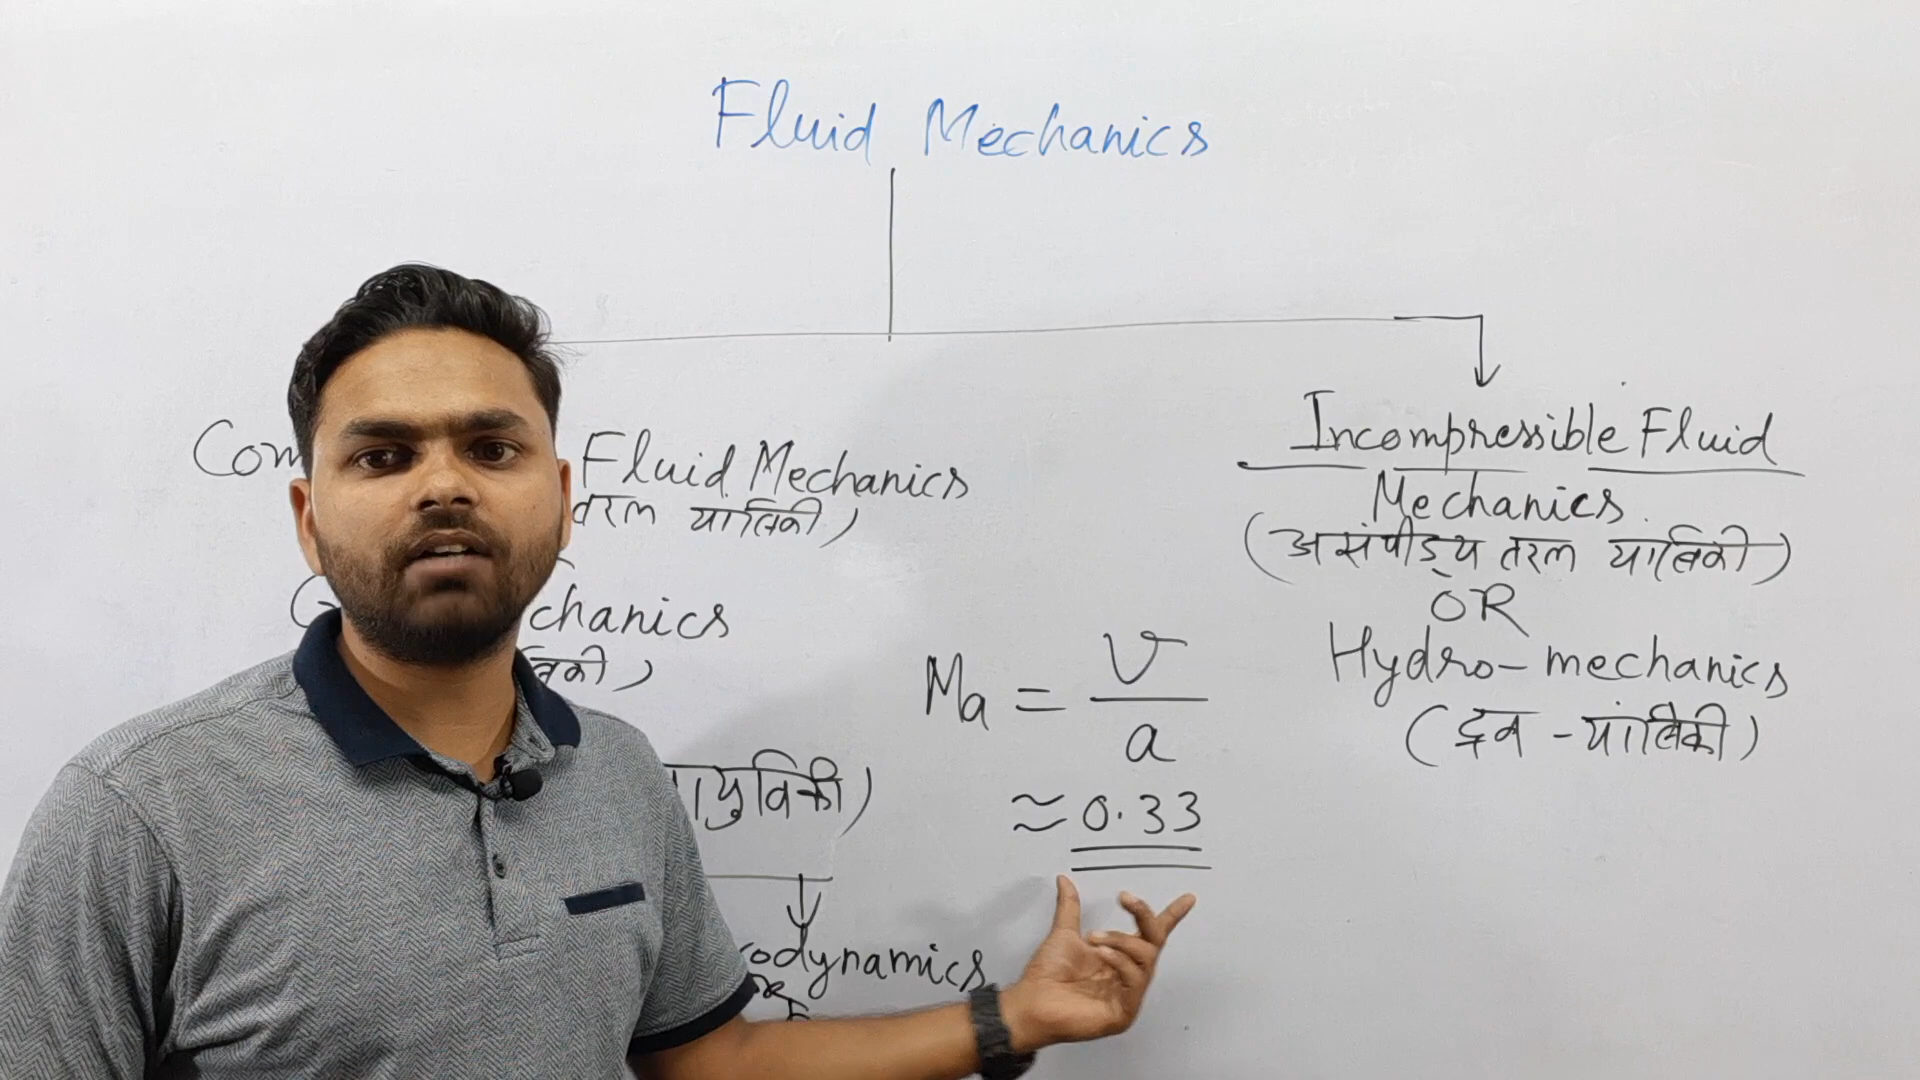 Fluid Mechanics
Fluid Mechanics
तरल यांत्रिकी)
Incompressible Fluid
Mechanics
(असंपीड्य तरल यांत्रिकी)
OR
Hydro-mechanics
(द्रव -यांत्रिकी)
chanics
Ma = v/a
≈ 0.33
odynamics